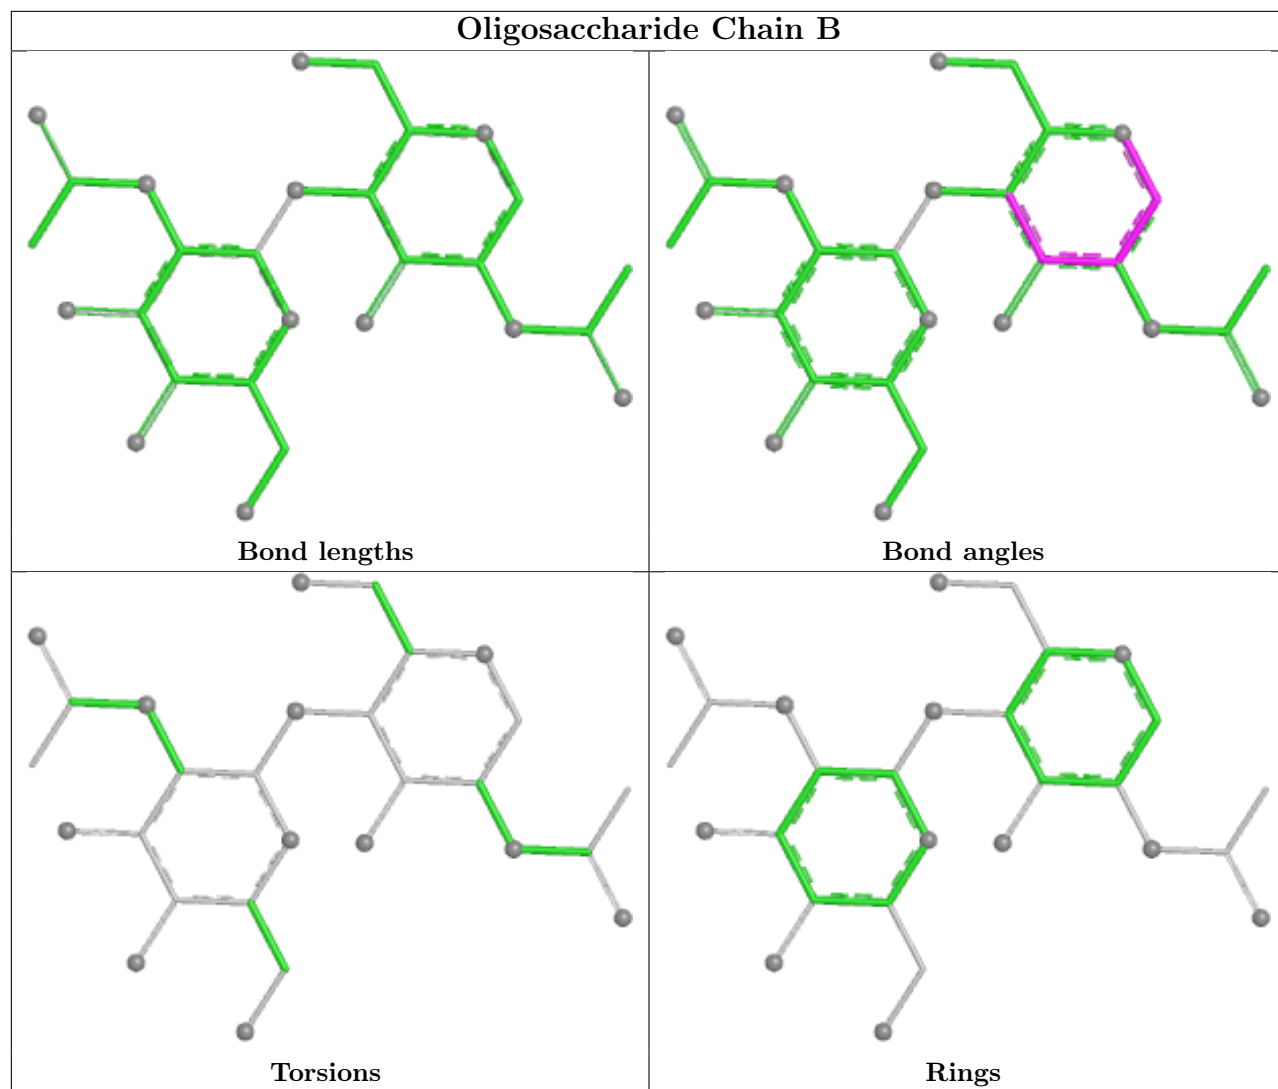 Oligosaccharide Chain B
Bond lengths
Bond angles
Torsions
Rings